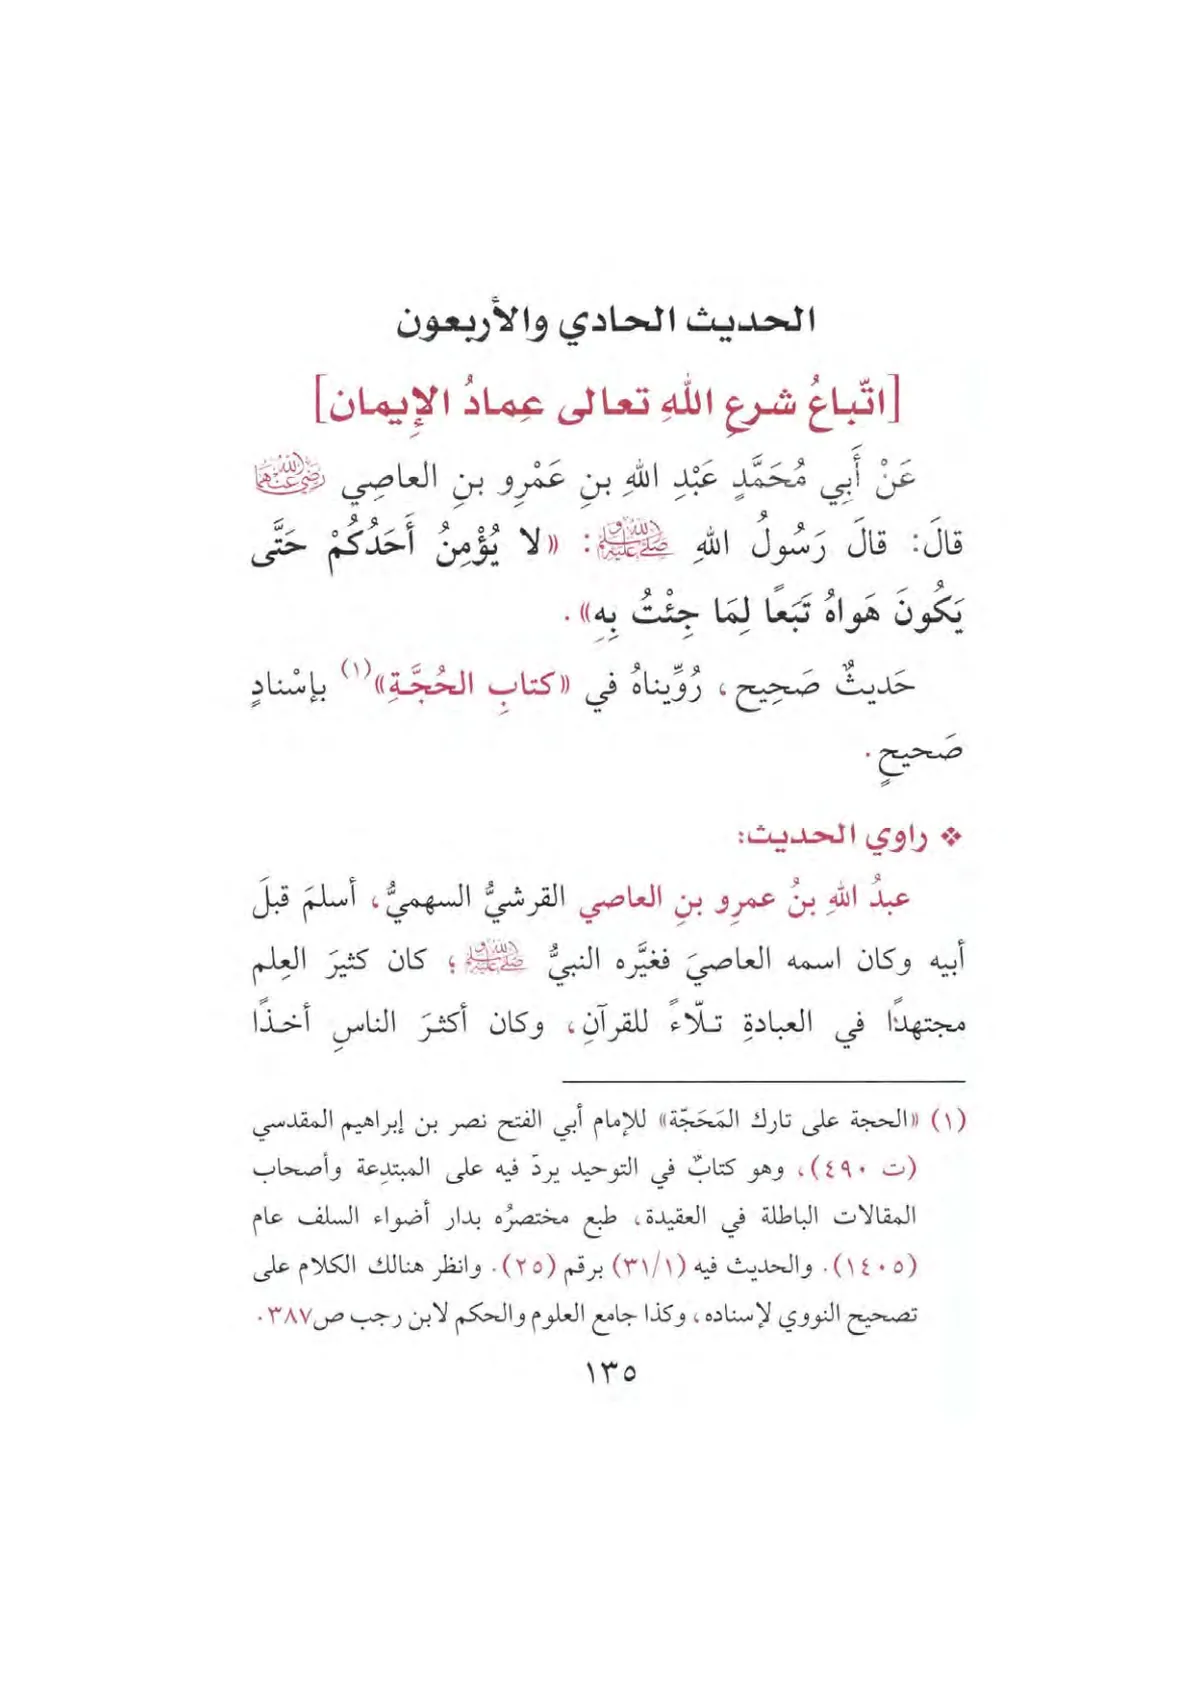 الحديث الحادي والأربعون
[اتّباعُ شرعِ اللهِ تعالى عِمادُ الإِيمان]
عَنْ أَبِي مُحَمَّدٍ عَبْدِ اللهِ بنِ عَمْرِو بنِ العاصِي رضي الله عنهما
قالَ: قالَ رَسُولُ اللهِ ﷺ: «لا يُؤْمِنُ أَحَدُكُمْ حَتَّى
يَكُونَ هَواهُ تَبَعًا لِمَا جِئْتُ بِهِ».
حَديثٌ صَحِيح، رُوِّيناهُ في «كتابِ الحُجَّةِ»(١) بإسْنادٍ
صَحيحٍ.
❖ راوي الحديث:
عبدُ اللهِ بنُ عمرِو بنِ العاصي القرشيُّ السهميُّ، أسلمَ قبلَ
أبيه وكان اسمه العاصيَ فغيَّره النبيُّ ﷺ؛ كان كثيرَ العِلم
مجتهدًا في العبادةِ تلّاءً للقرآنِ، وكان أكثرَ الناسِ أخذًا
(١) «الحجة على تارك المَحَجّة» للإمام أبي الفتح نصر بن إبراهيم المقدسي
(ت ٤٩٠)، وهو كتابٌ في التوحيد يردّ فيه على المبتدِعة وأصحاب
المقالات الباطلة في العقيدة، طبع مختصرُه بدار أضواء السلف عام
(١٤٠٥). والحديث فيه (٣١/١) برقم (٢٥). وانظر هنالك الكلام على
تصحيح النووي لإسناده، وكذا جامع العلوم والحكم لابن رجب ص٣٨٧.
١٣٥